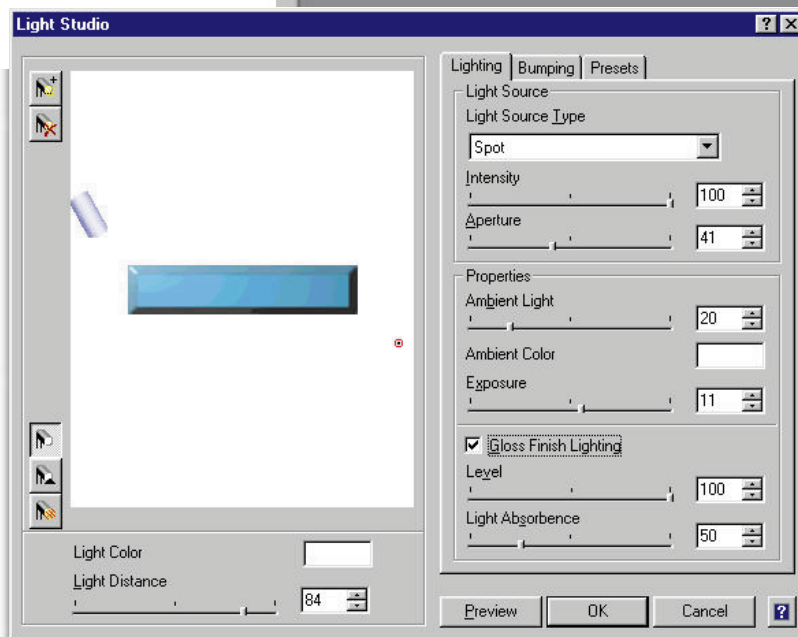 Light Studio
Lighting Bumping Presets
Light Source
Light Source Type
Spot
Intensity
100
Aperture
41
Properties
Ambient Light
20
Ambient Color
Exposure
11
Gloss Finish Lighting
Level
100
Light Absorbence
50
Light Color
Light Distance
84
Preview OK Cancel ?